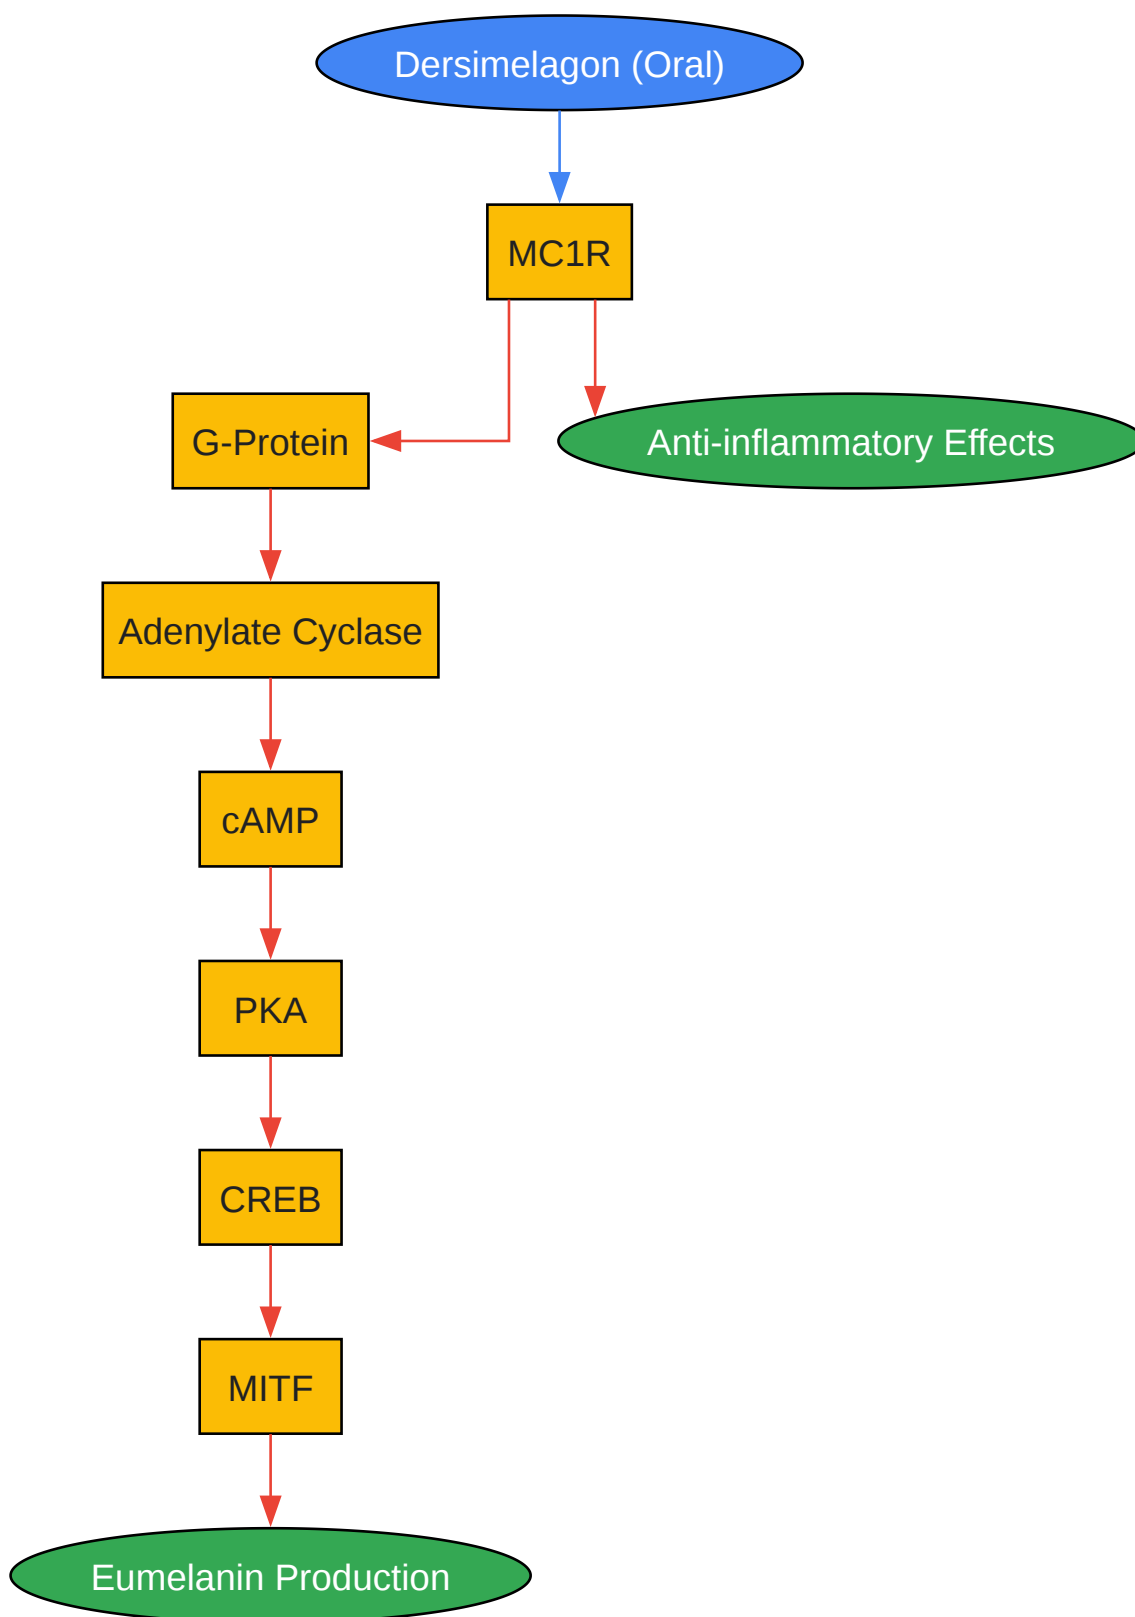 Dersimelagon (Oral)
MC1R
G-Protein
Anti-inflammatory Effects
Adenylate Cyclase
cAMP
PKA
CREB
MITF
Eumelanin Production